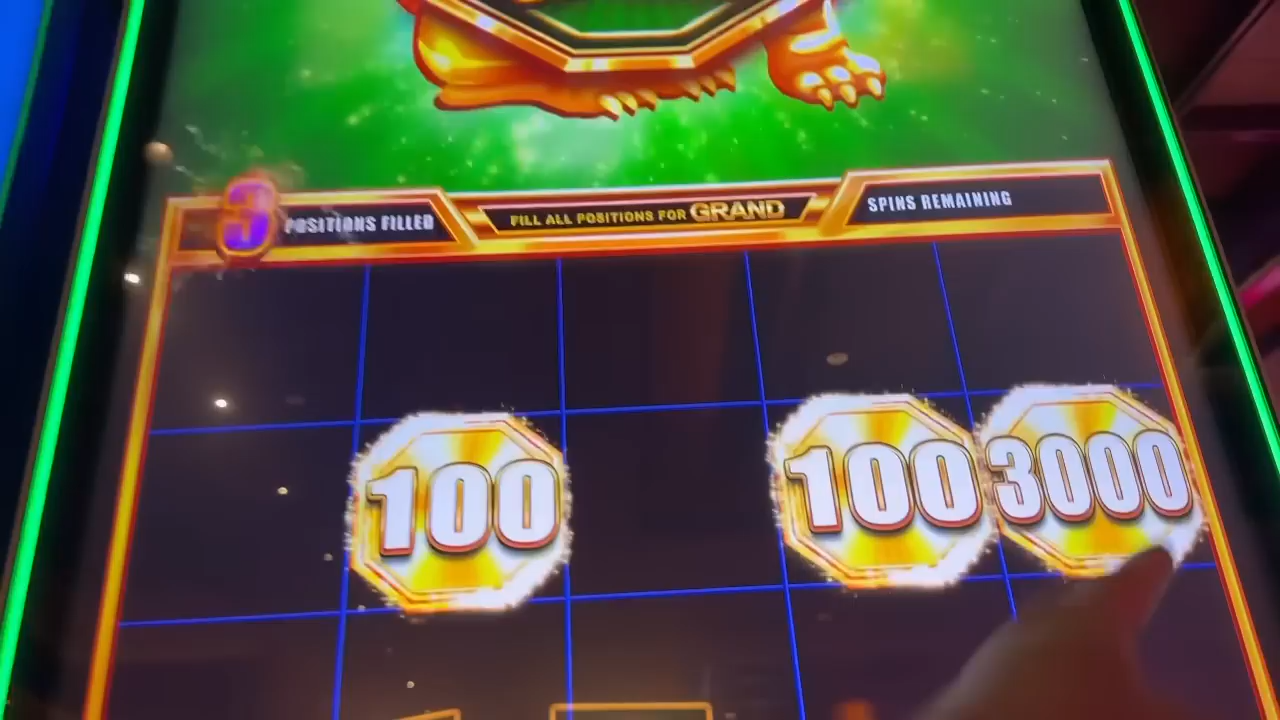 3 POSITIONS FILLED
FILL ALL POSITIONS FOR GRAND
SPINS REMAINING
100
100
3000